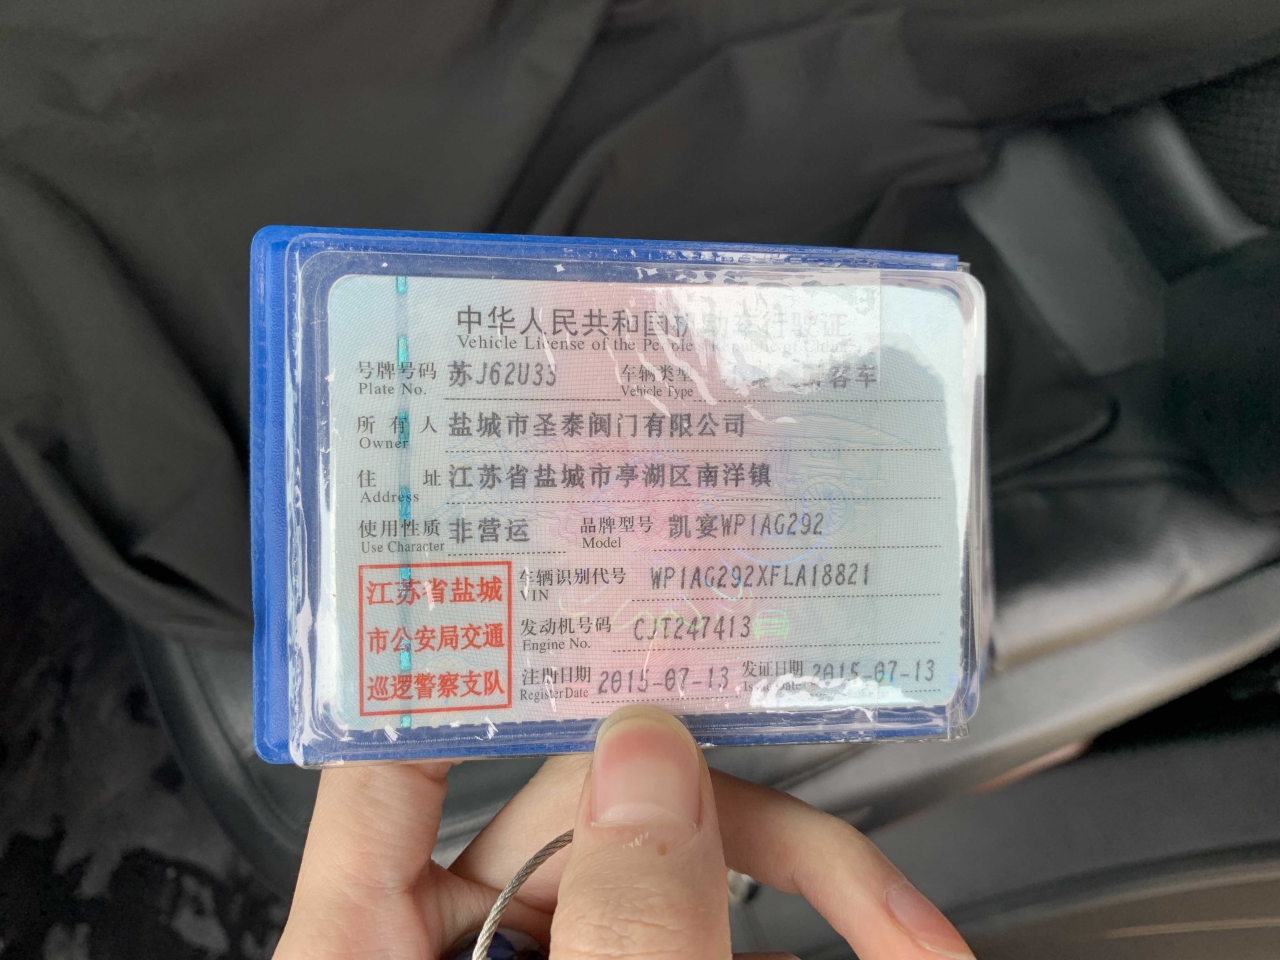 中华人民共和国机动车行驶证
Vehicle License of the People's Republic of China
号牌号码 苏J62U33 车辆类型 客车
Plate No. Vehicle Type
所有人 盐城市圣泰阀门有限公司
Owner
住址 江苏省盐城市亭湖区南洋镇
Address
使用性质 非营运 品牌型号 凯宴WP1AG292
Use Character Model
江苏省盐城 车辆识别代号 WP1AG292XFLA18821
VIN
市公安局交通 发动机号码 CJT247413
Engine No.
巡逻警察支队 注册日期 2015-07-13 发证日期 2015-07-13
Register Date Issue Date